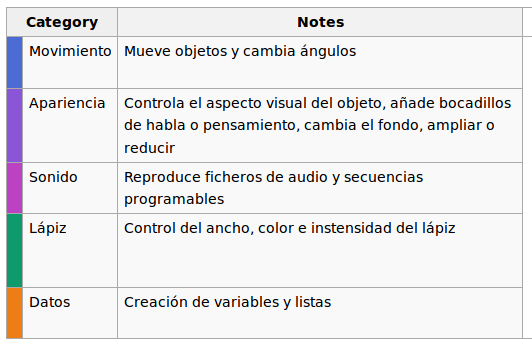 Category Notes
Movimiento Mueve objetos y cambia ángulos
Apariencia Controla el aspecto visual del objeto, añade bocadillos
de habla o pensamiento, cambia el fondo, ampliar o
reducir
Sonido Reproduce ficheros de audio y secuencias
programables
Lápiz Control del ancho, color e instensidad del lápiz
Datos Creación de variables y listas